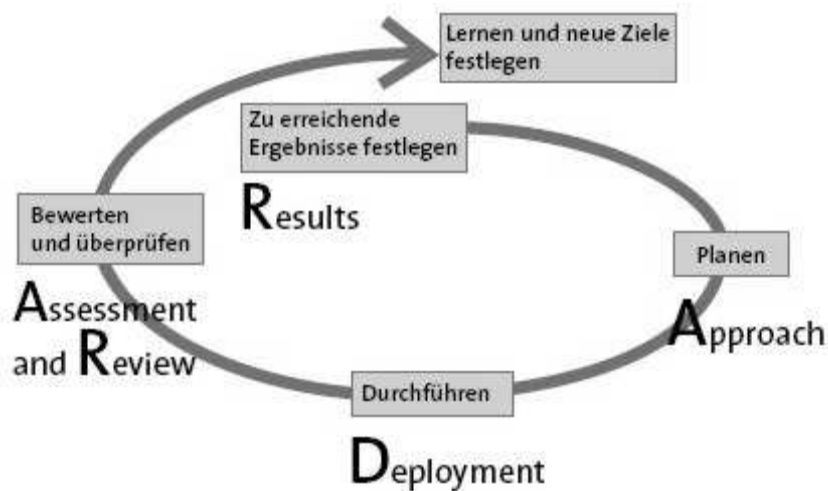 Lernen und neue Ziele
festlegen
Zu erreichende
Ergebnisse festlegen
Results
Bewerten
und überprüfen
Assessment
and Review
Planen
Approach
Durchführen
Deployment